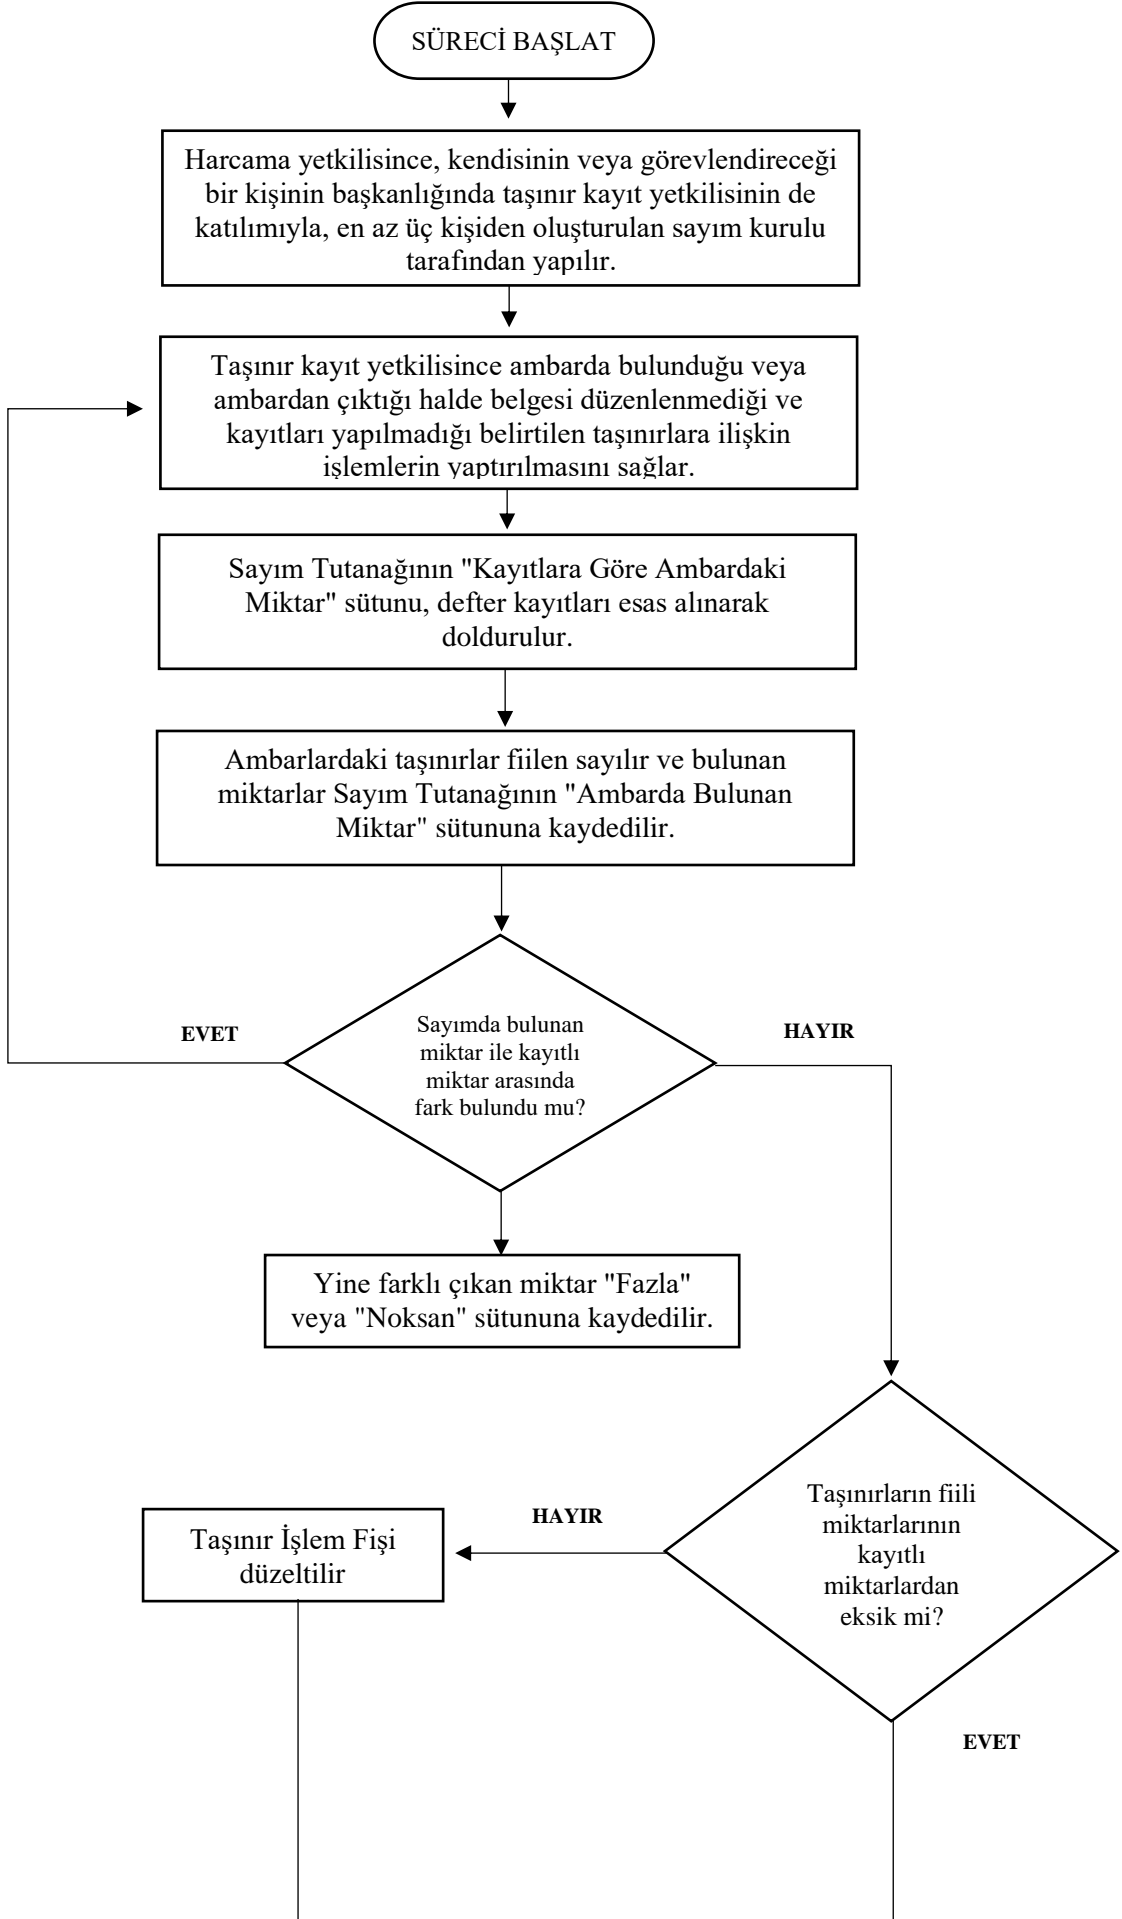 SÜRECİ BAŞLAT
Harcama yetkilisince, kendisinin veya görevlendireceği
bir kişinin başkanlığında taşınır kayıt yetkilisinin de
katılımıyla, en az üç kişiden oluşturulan sayım kurulu
tarafından yapılır.
Taşınır kayıt yetkilisince ambarda bulunduğu veya
ambardan çıktığı halde belgesi düzenlenmediği ve
kayıtları yapılmadığı belirtilen taşınırlara ilişkin
işlemlerin yaptırılmasını sağlar.
Sayım Tutanağının "Kayıtlara Göre Ambardaki
Miktar" sütunu, defter kayıtları esas alınarak
doldurulur.
Ambarlardaki taşınırlar fiilen sayılır ve bulunan
miktarlar Sayım Tutanağının "Ambarda Bulunan
Miktar" sütununa kaydedilir.
EVET
Sayımda bulunan
miktar ile kayıtlı
miktar arasında
fark bulundu mu?
HAYIR
Yine farklı çıkan miktar "Fazla"
veya "Noksan" sütununa kaydedilir.
Taşınır İşlem Fişi
düzeltilir
HAYIR
Taşınırların fiili
miktarlarının
kayıtlı
miktarlardan
eksik mi?
EVET